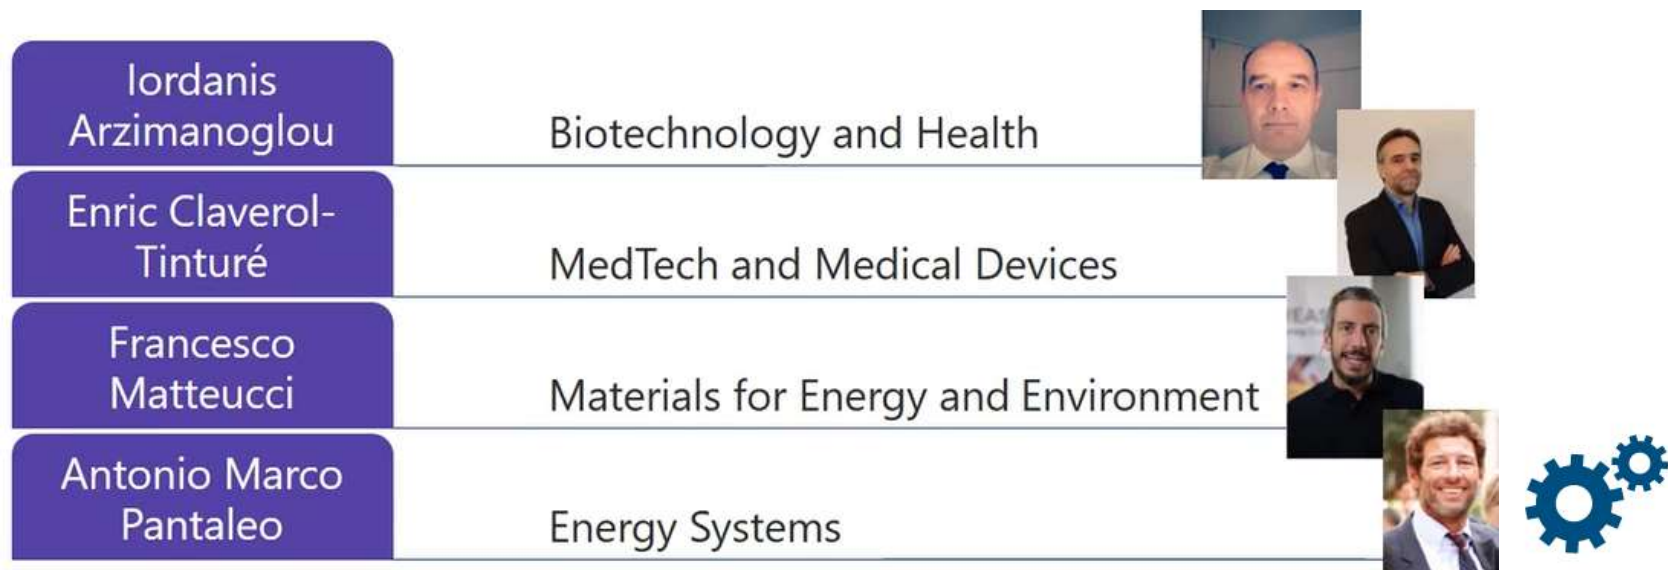 Iordanis
Arzimanoglou
Biotechnology and Health
Enric Claverol-
Tinturé
MedTech and Medical Devices
Francesco
Matteucci
Materials for Energy and Environment
Antonio Marco
Pantaleo
Energy Systems